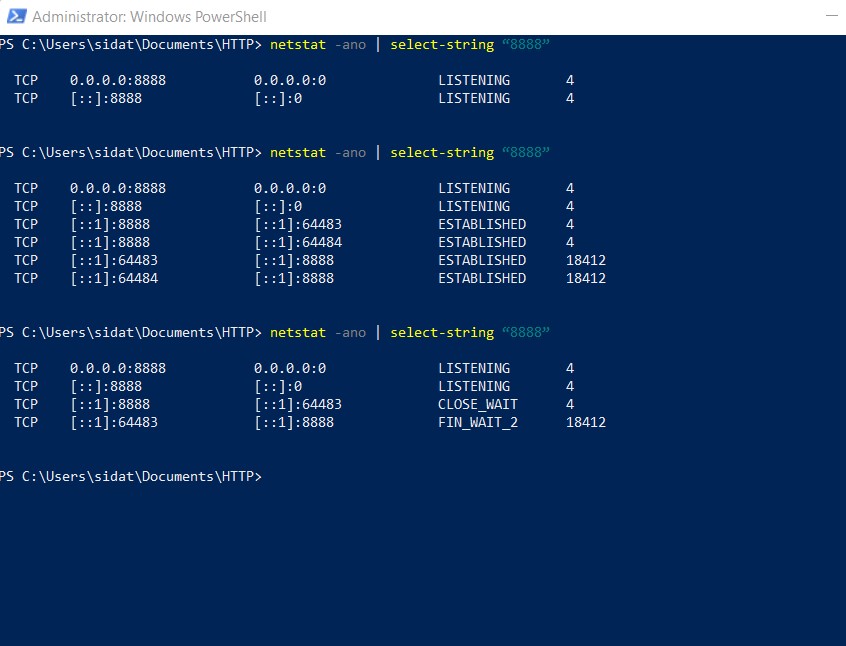 Administrator: Windows PowerShell
PS C:\Users\sidat\Documents\HTTP> netstat -ano | select-string “8888”
TCP 0.0.0.0:8888 0.0.0.0:0 LISTENING 4
TCP [::]:8888 [::]:0 LISTENING 4
PS C:\Users\sidat\Documents\HTTP> netstat -ano | select-string “8888”
TCP 0.0.0.0:8888 0.0.0.0:0 LISTENING 4
TCP [::]:8888 [::]:0 LISTENING 4
TCP [::1]:8888 [::1]:64483 ESTABLISHED 4
TCP [::1]:8888 [::1]:64484 ESTABLISHED 4
TCP [::1]:64483 [::1]:8888 ESTABLISHED 18412
TCP [::1]:64484 [::1]:8888 ESTABLISHED 18412
PS C:\Users\sidat\Documents\HTTP> netstat -ano | select-string “8888”
TCP 0.0.0.0:8888 0.0.0.0:0 LISTENING 4
TCP [::]:8888 [::]:0 LISTENING 4
TCP [::1]:8888 [::1]:64483 CLOSE_WAIT 4
TCP [::1]:64483 [::1]:8888 FIN_WAIT_2 18412
PS C:\Users\sidat\Documents\HTTP>